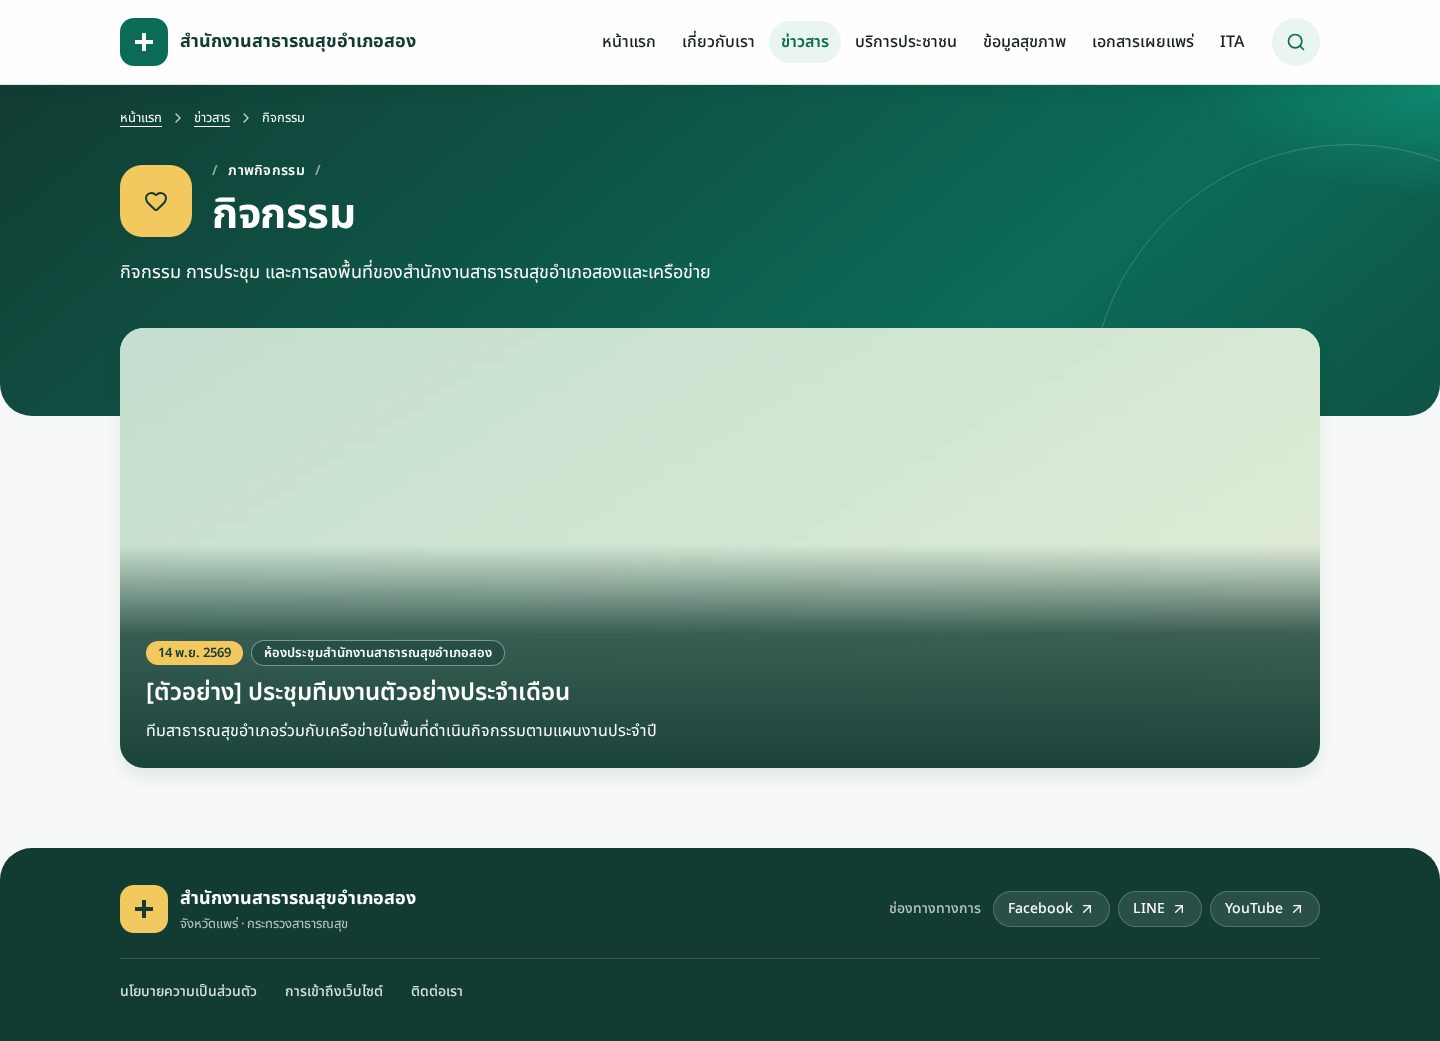 สำนักงานสาธารณสุขอำเภอสอง
หน้าแรก เกี่ยวกับเรา ข่าวสาร บริการประชาชน ข้อมูลสุขภาพ เอกสารเผยแพร่ ITA
หน้าแรก > ข่าวสาร > กิจกรรม
/ ภาพกิจกรรม /
กิจกรรม
กิจกรรม การประชุม และการลงพื้นที่ของสำนักงานสาธารณสุขอำเภอสองและเครือข่าย
14 พ.ย. 2569 ห้องประชุมสำนักงานสาธารณสุขอำเภอสอง
[ตัวอย่าง] ประชุมทีมงานตัวอย่างประจำเดือน
ทีมสาธารณสุขอำเภอร่วมกับเครือข่ายในพื้นที่ดำเนินกิจกรรมตามแผนงานประจำปี
สำนักงานสาธารณสุขอำเภอสอง
จังหวัดแพร่ · กระทรวงสาธารณสุข
ช่องทางทางการ Facebook LINE YouTube
นโยบายความเป็นส่วนตัว การเข้าถึงเว็บไซต์ ติดต่อเรา